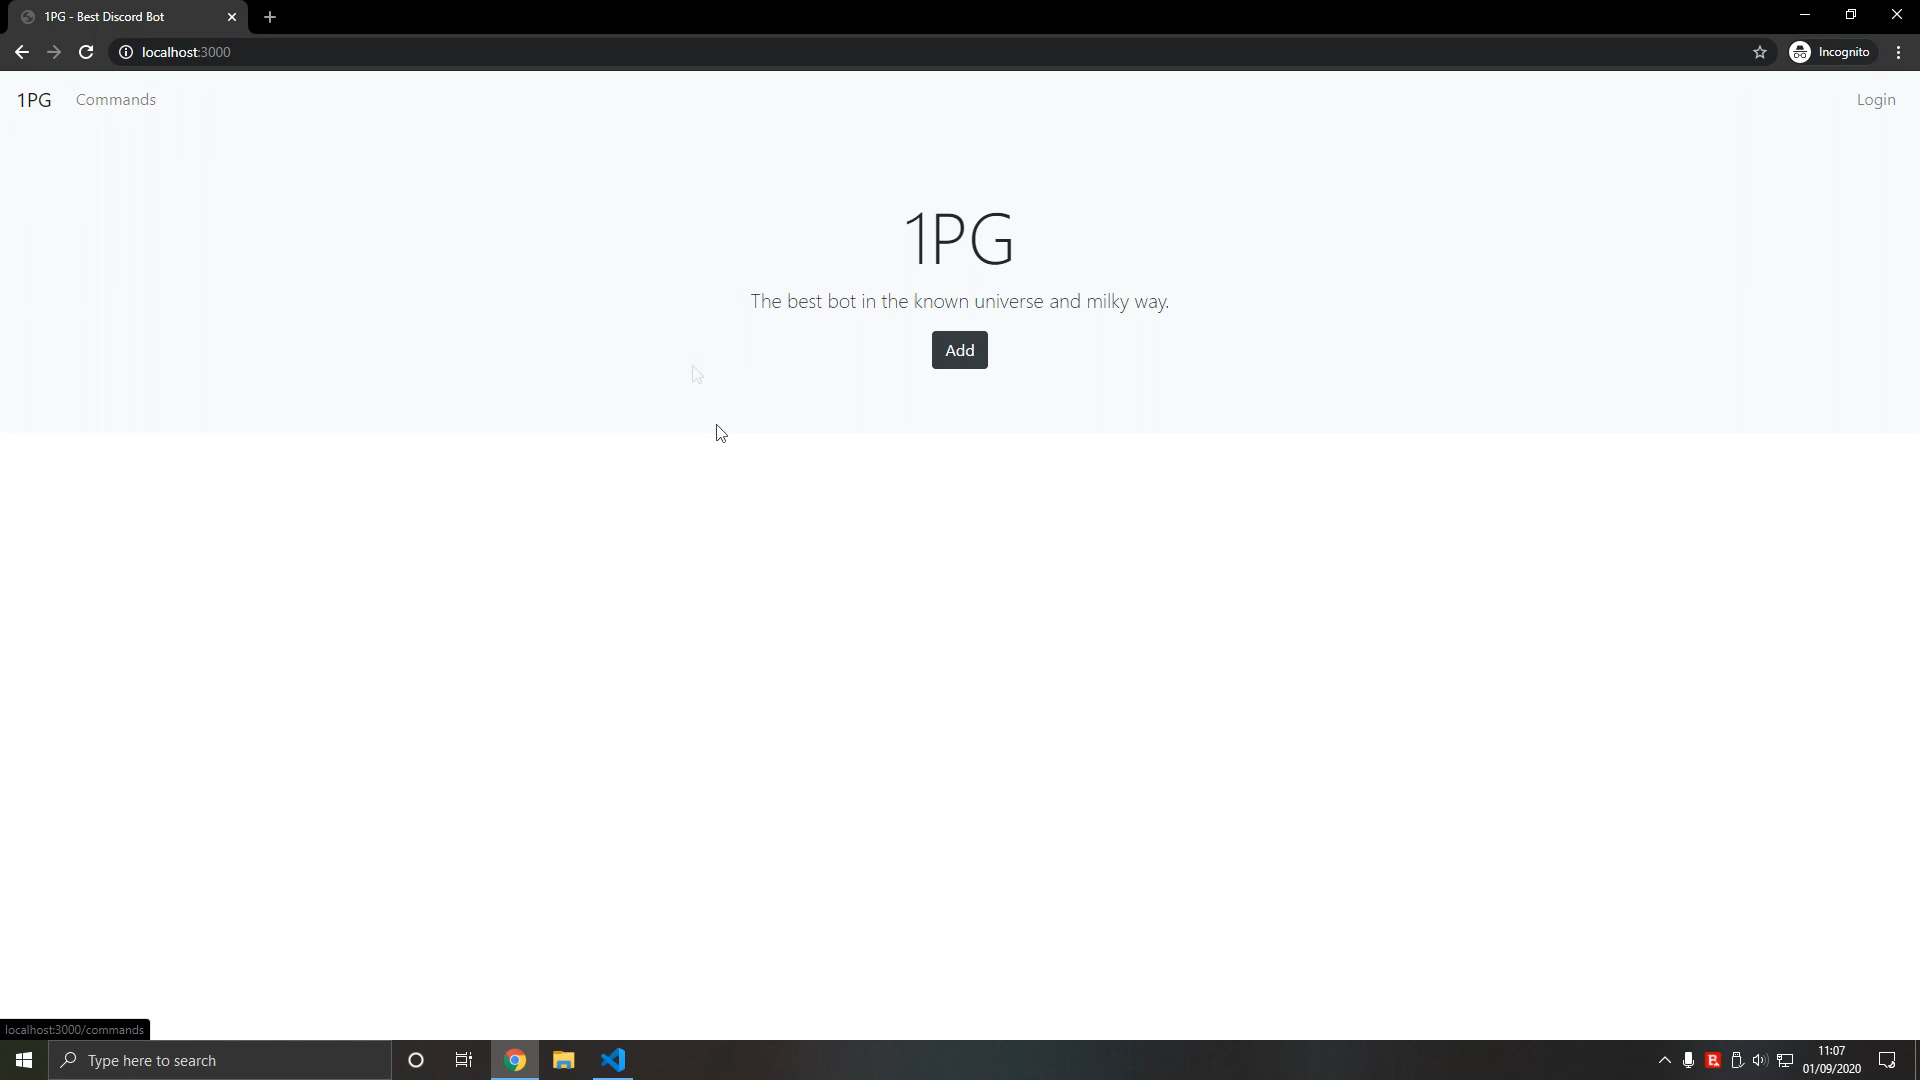 1PG - Best Discord Bot
localhost:3000
Incognito
1PG
Commands
Login
1PG
The best bot in the known universe and milky way.
Add
localhost:3000/commands
Type here to search
11:07
01/09/2020